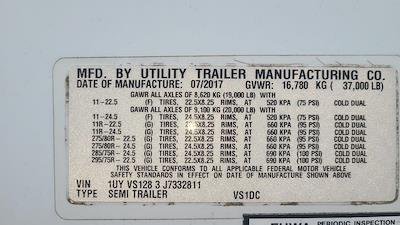 MFD. BY UTILITY TRAILER MANUFACTURING CO.
DATE OF MANUFACTURE: 07/2017 GVWR: 16,780 KG ( 37,000 LB)
GAWR ALL AXLES OF 8,620 KG (19,000 LB) WITH
11-22.5 (F) TIRES, 22.5X8.25 RIMS, AT 520 KPA (75 PSI) COLD DUAL
GAWR ALL AXLES OF 9,100 KG (20,000 LB) WITH
11-24.5 (F) TIRES, 24.5X8.25 RIMS, AT 520 KPA (75 PSI) COLD DUAL
11R-22.5 (G) TIRES, 22.5X8.25 RIMS, AT 660 KPA (95 PSI) COLD DUAL
11R-24.5 (G) TIRES, 24.5X8.25 RIMS, AT 660 KPA (95 PSI) COLD DUAL
275/80R-22.5 (G) TIRES, 22.5X8.25 RIMS, AT 660 KPA (95 PSI) COLD DUAL
275/80R-24.5 (G) TIRES, 24.5X8.25 RIMS, AT 660 KPA (95 PSI) COLD DUAL
285/75R-24.5 (G) TIRES, 24.5X8.25 RIMS, AT 690 KPA (100 PSI) COLD DUAL
295/75R-22.5 (G) TIRES, 22.5X8.25 RIMS, AT 690 KPA (100 PSI) COLD DUAL
THIS VEHICLE CONFORMS TO ALL APPLICABLE FEDERAL MOTOR VEHICLE
SAFETY STANDARDS IN EFFECT ON DATE OF MANUFACTURE SHOWN ABOVE
VIN 1UY VS128 3 J7332811
TYPE SEMI TRAILER VS1DC
PERIODIC INSPECTION